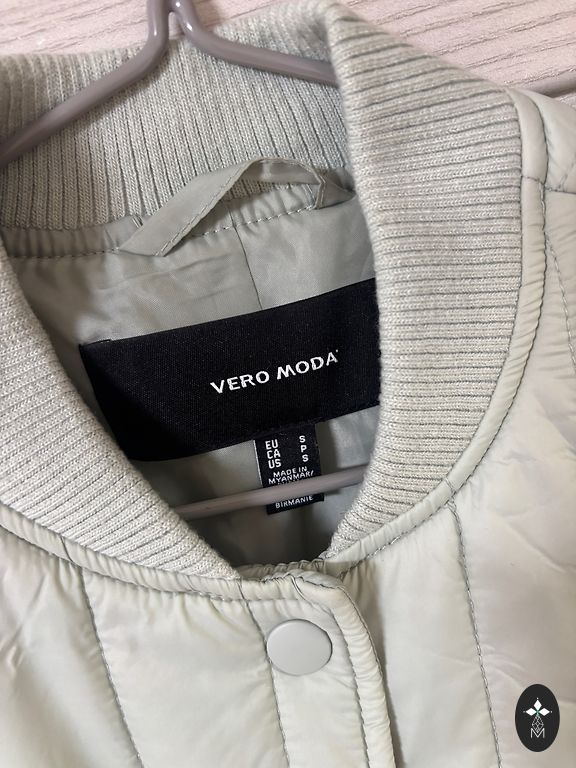 VERO MODA
EU S
CA P
US S
MADE IN
MYANMAR/
BIRMANIE
M